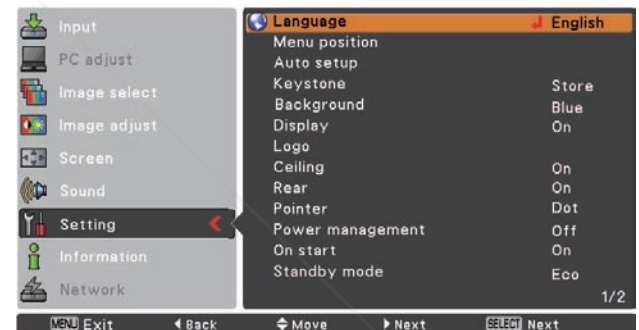 Input
PC adjust
Image select
Image adjust
Screen
Sound
Setting
Information
Network
Language English
Menu position
Auto setup
Keystone Store
Background Blue
Display On
Logo
Ceiling On
Rear On
Pointer Dot
Power management Off
On start On
Standby mode Eco
1/2
MENU Exit Back Move Next SELECT Next